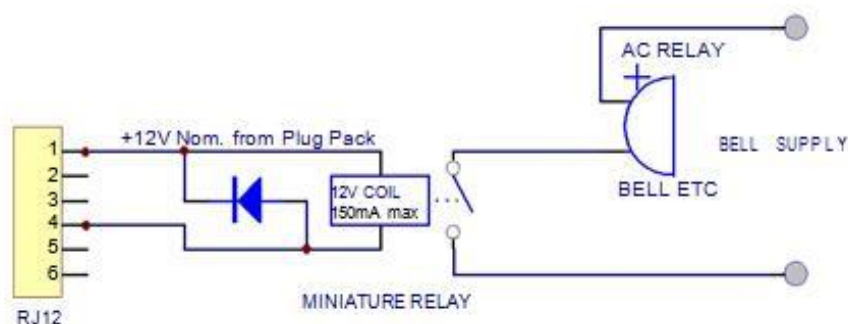 AC RELAY
+
+12V Nom. from Plug Pack
1
2
3
4
5
6
12V COIL
150mA max
BELL SUPPLY
BELL ETC
MINIATURE RELAY
RJ12